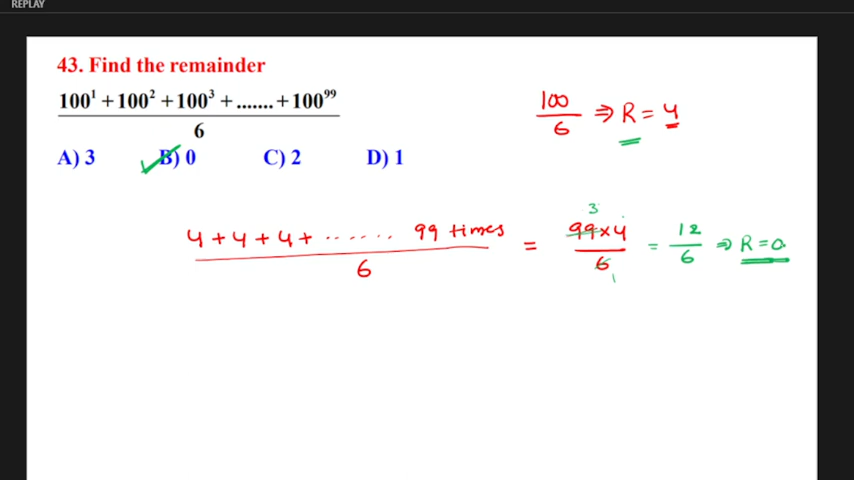 REPLAY
43. Find the remainder
100¹ + 100² + 100³ + ....... + 100⁹⁹
6
A) 3 B) 0 C) 2 D) 1
100/6 ⇒ R = 4
4 + 4 + 4 + ....... 99 times / 6 = 99×4 / 6 = 12/6 ⇒ R = 0
3
1